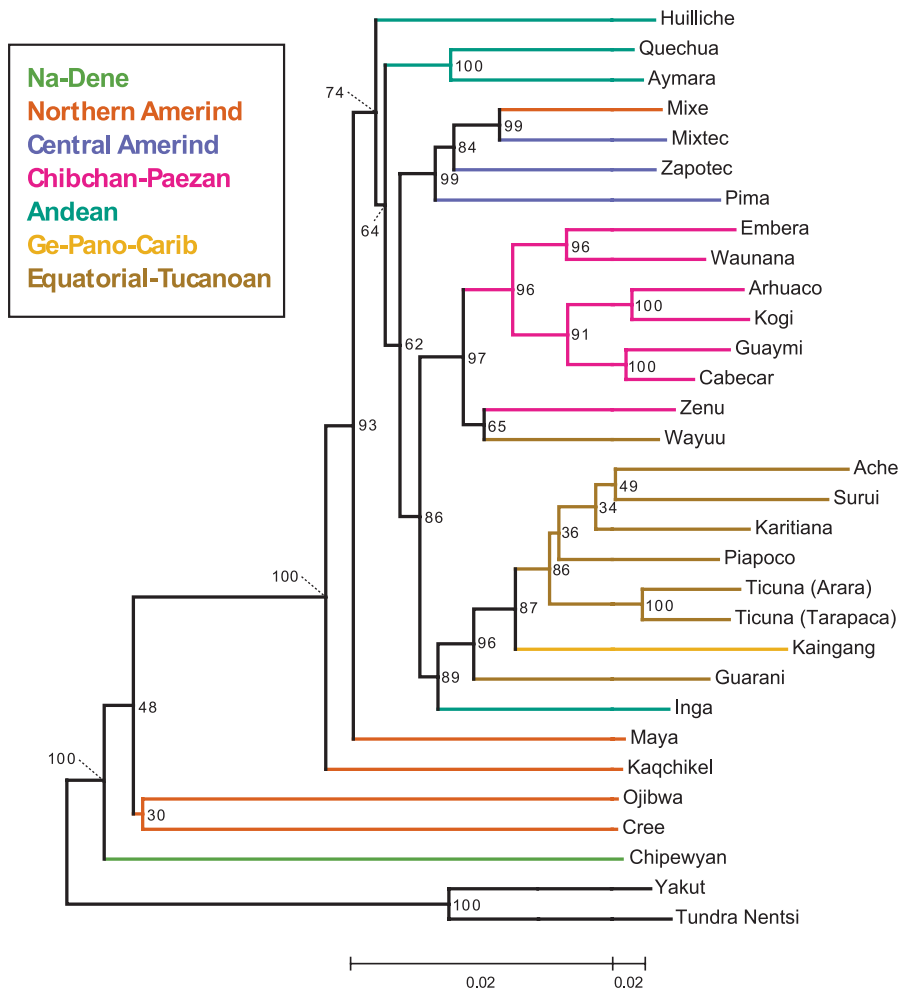 Na-Dene
Northern Amerind
Central Amerind
Chibchan-Paezan
Andean
Ge-Pano-Carib
Equatorial-Tucanoan
Huilliche
Quechua
100
Aymara
74
Mixe
99
Mixtec
84
Zapotec
99
Pima
64
Embera
96
Waunana
96
Arhuaco
100
Kogi
91
Guaymi
62
97
100
Cabecar
Zenu
93
65
Wayuu
Ache
49
Surui
34
86
Karitiana
36
Piapoco
86
100
Ticuna (Arara)
100
Ticuna (Tarapaca)
87
Kaingang
96
89
Guarani
Inga
48
Maya
100
Kaqchikel
Ojibwa
30
Cree
Chipewyan
Yakut
100
Tundra Nentsi
0.02 0.02